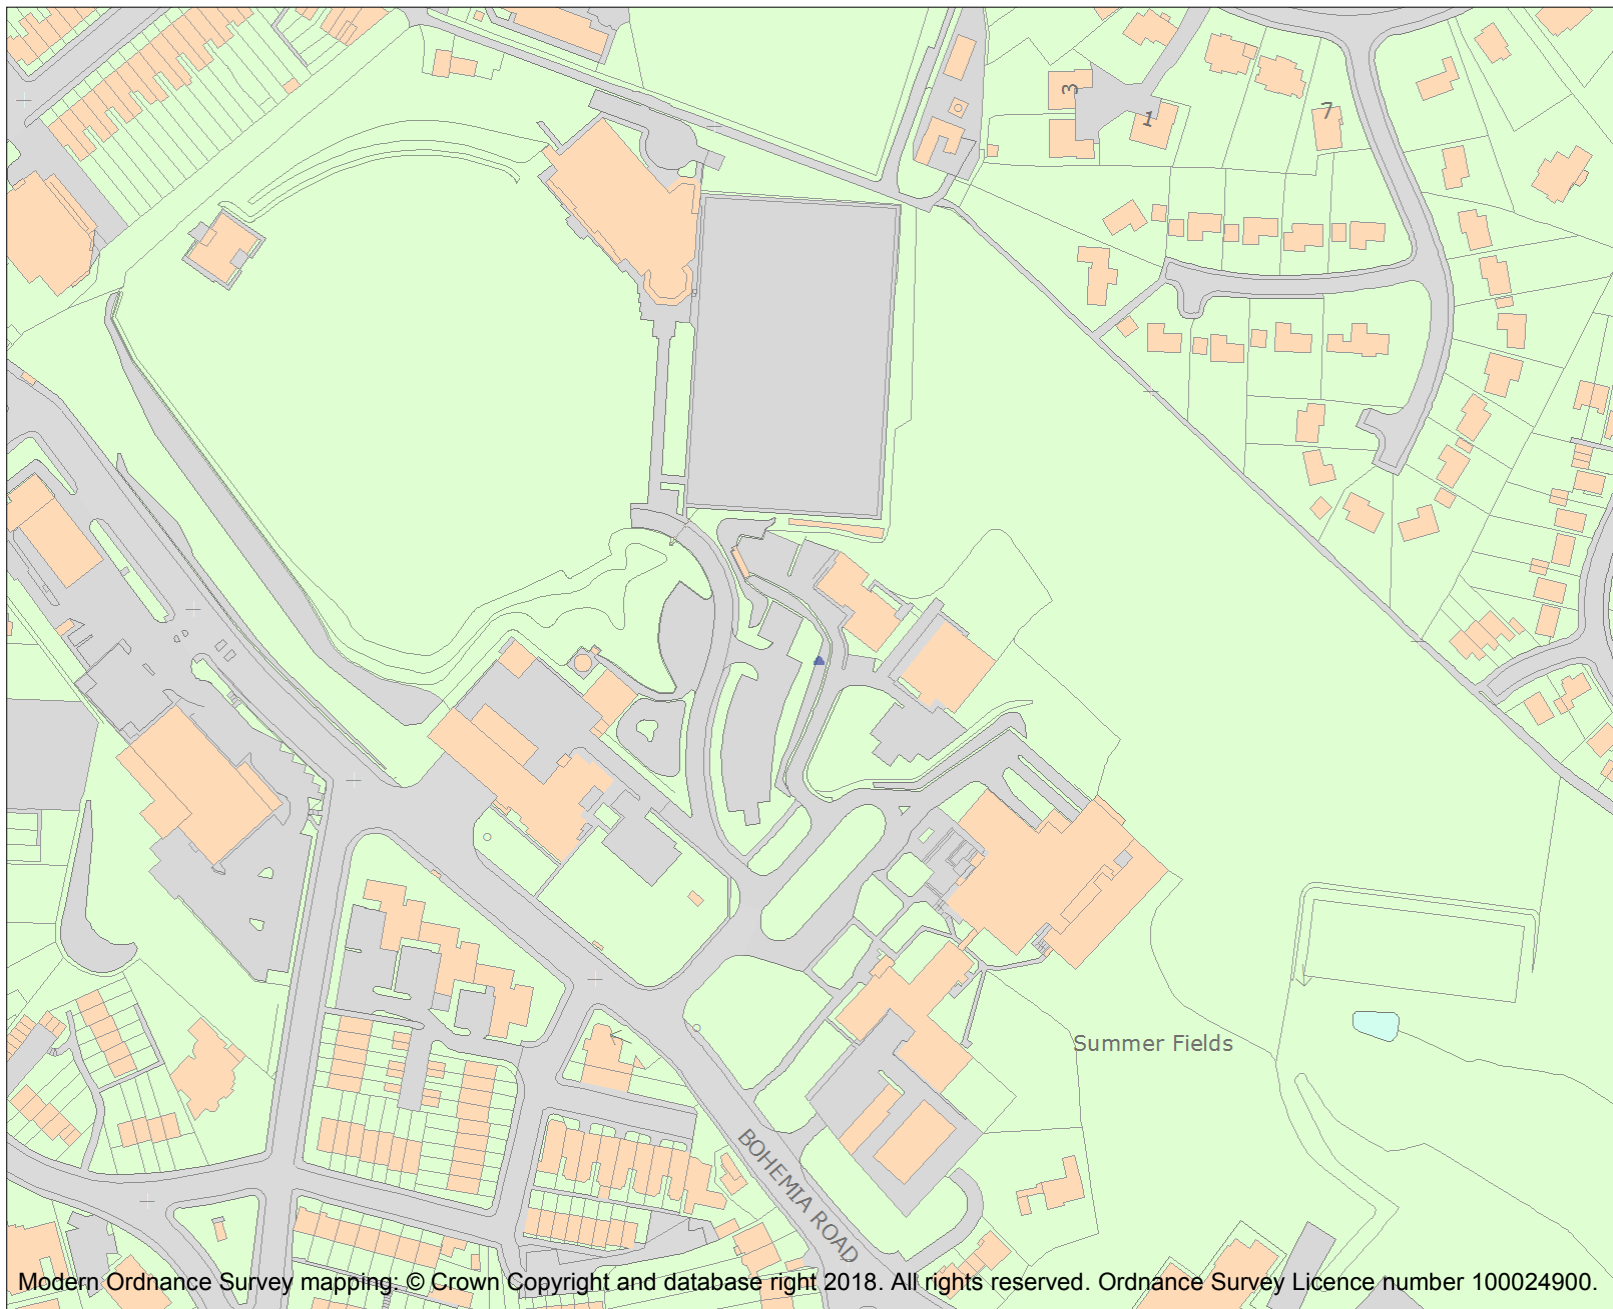 3
1
7
Summer Fields
BOHEMIA ROAD
Modern Ordnance Survey mapping: © Crown Copyright and database right 2018. All rights reserved. Ordnance Survey Licence number 100024900.